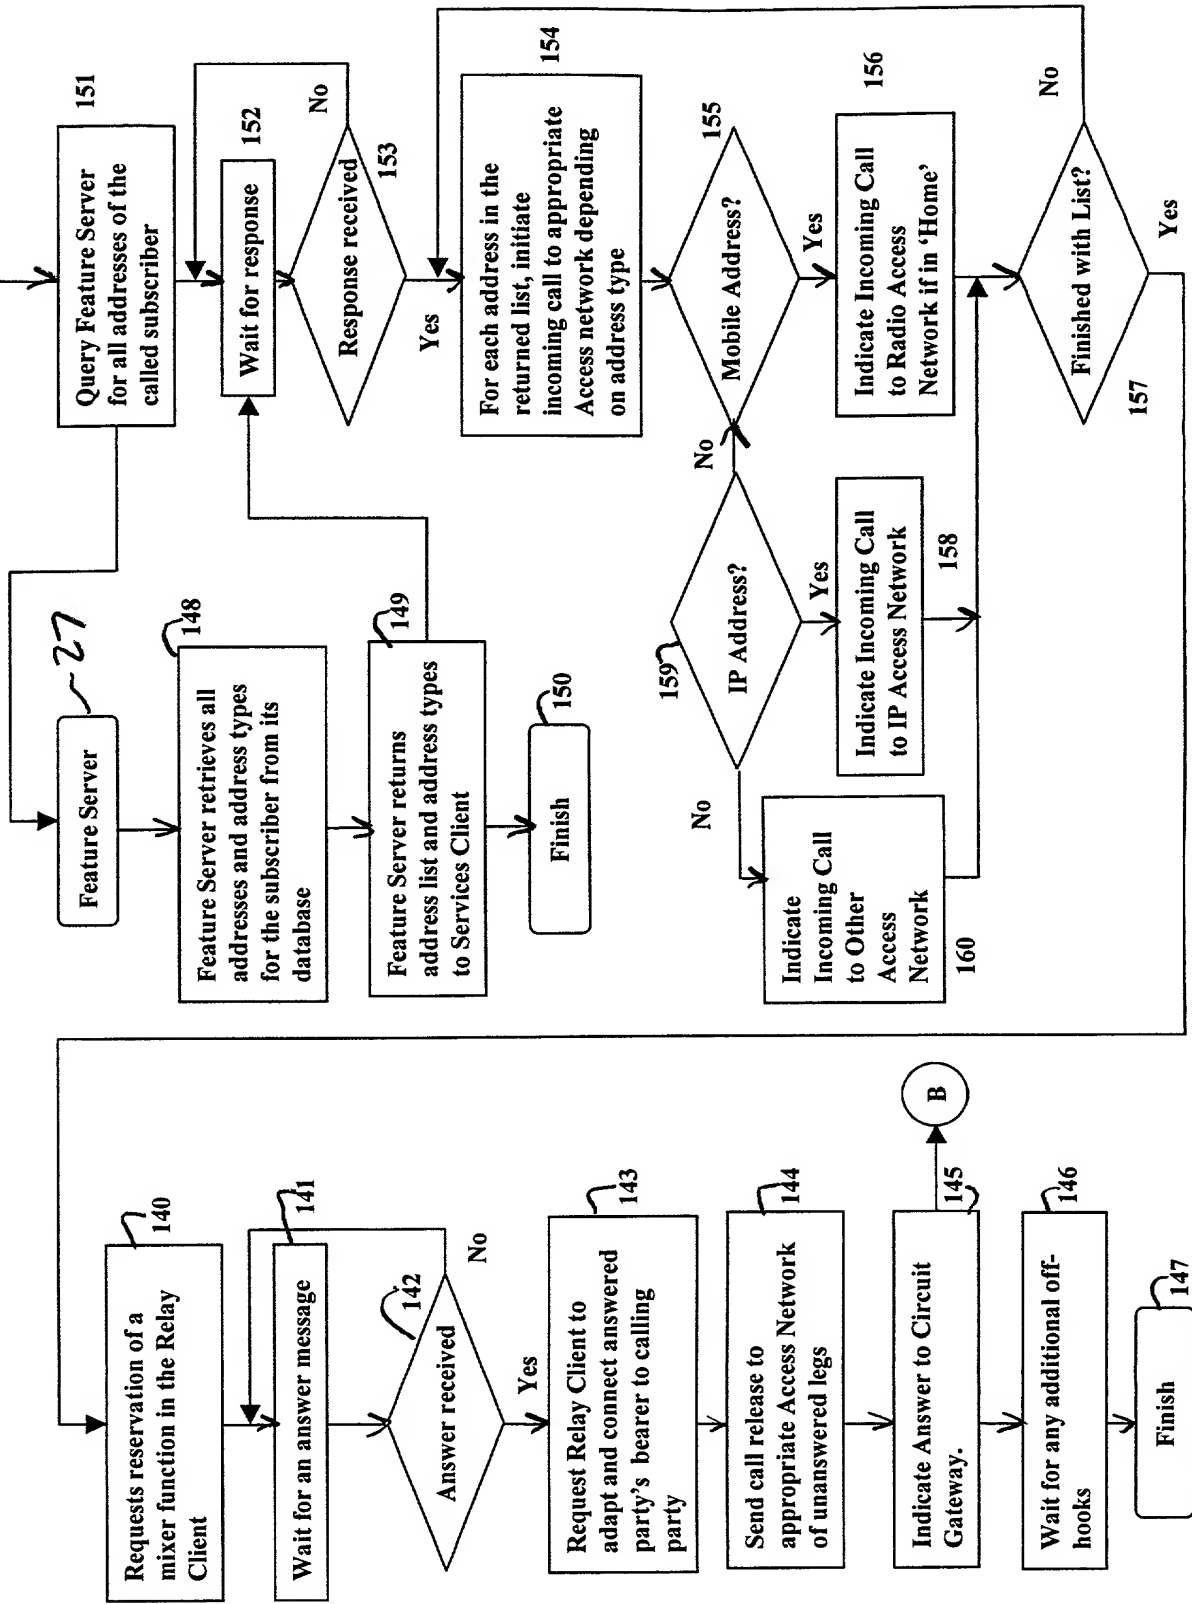 Query Feature Server
for all addresses of the
called subscriber
151
Wait for response
152
Response received
153
No
Yes
For each address in the
returned list, initiate
incoming call to appropriate
Access network depending
on address type
154
Mobile Address?
155
Yes
No
Indicate Incoming Call
to Radio Access
Network if in ‘Home’
156
Finished with List?
157
No
Yes
Feature Server
27
Feature Server retrieves all
addresses and address types
for the subscriber from its
database
148
Feature Server returns
address list and address types
to Services Client
149
Finish
150
IP Address?
159
Yes
No
Indicate Incoming Call
to IP Access Network
158
Indicate
Incoming Call
to Other
Access
Network
160
Requests reservation of a
mixer function in the Relay
Client
140
Wait for an answer message
141
Answer received
142
No
Yes
Request Relay Client to
adapt and connect answered
party’s bearer to calling
party
143
Send call release to
appropriate Access Network
of unanswered legs
144
Indicate Answer to Circuit
Gateway.
145
B
Wait for any additional off-
hooks
146
Finish
147